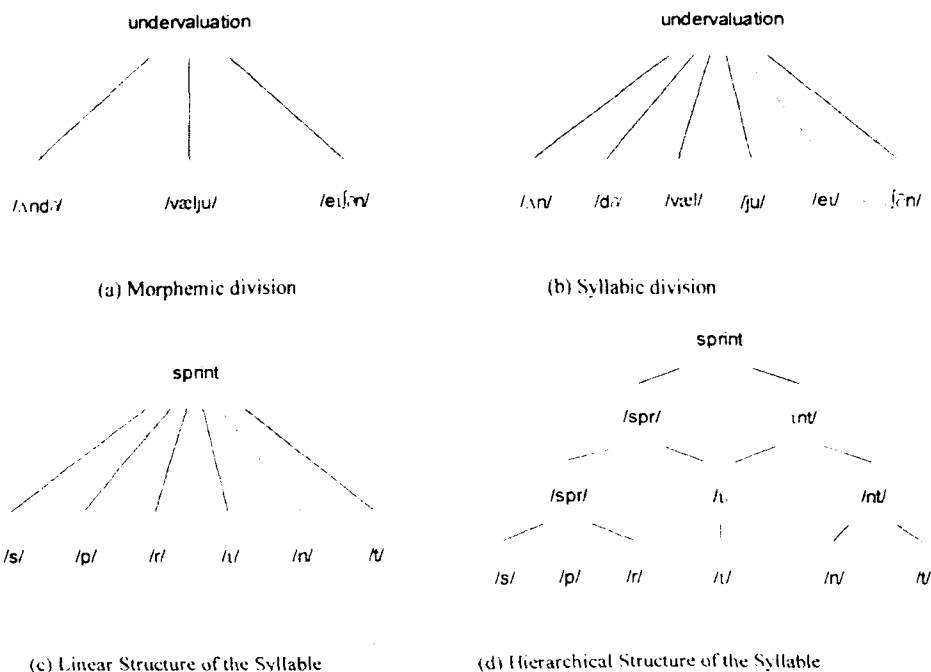 undervaluation
/ʌndə/ /vælju/ /eɪʃən/
(a) Morphemic division
undervaluation
/ʌn/ /də/ /væl/ /ju/ /eɪ/ ʃən/
(b) Syllabic division
sprint
/s/ /p/ /r/ /ɩ/ /n/ /t/
(c) Linear Structure of the Syllable
sprint
/spr/ ɩnt/
/spr/ /ɩ. /nt/
/s/ /p/ /r/ /ɩ/ /n/ /t/
(d) Hierarchical Structure of the Syllable